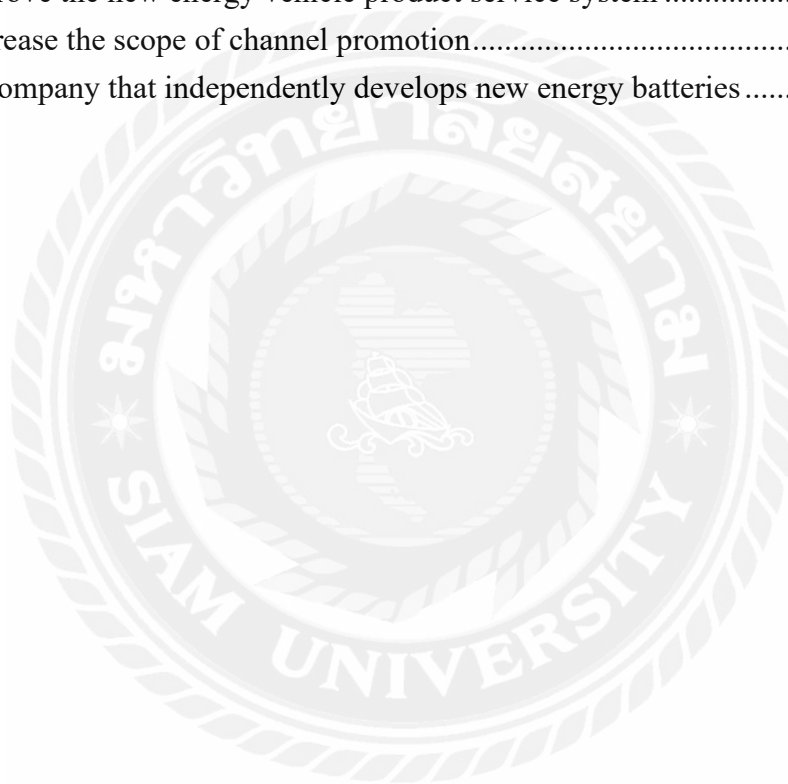 rove the new energy vehicle product service system ................
rease the scope of channel promotion.......................................
ompany that independently develops new energy batteries ......
มหาวิทยาลัยสยาม
SIAM UNIVERSITY